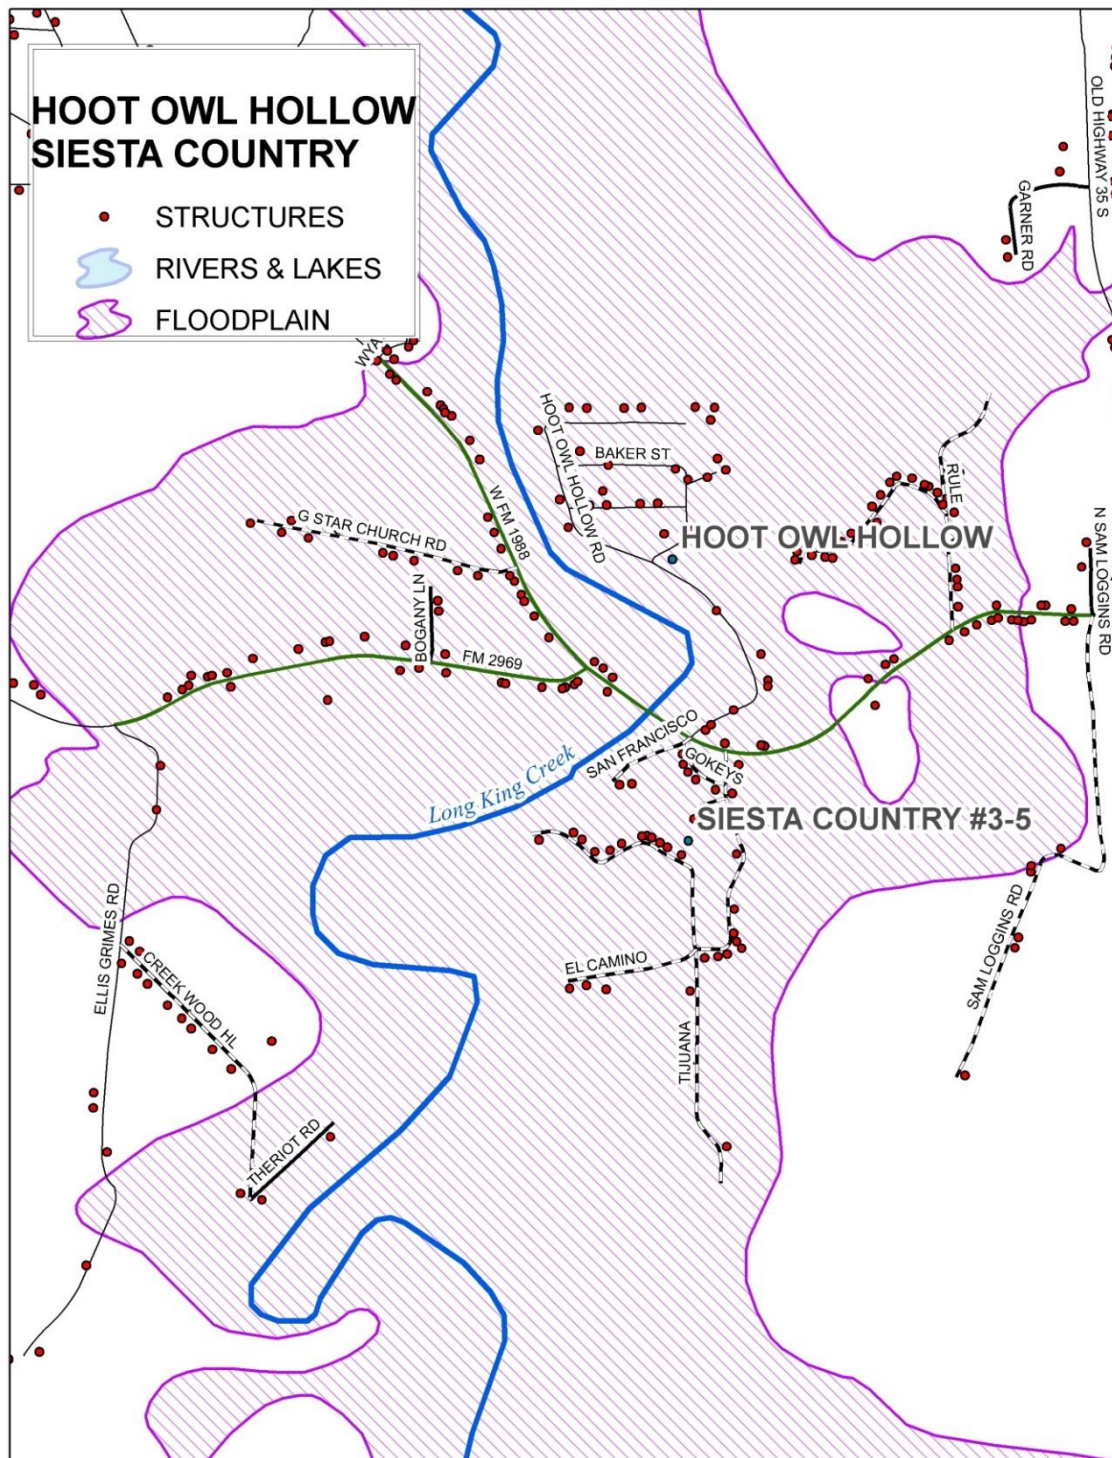 HOOT OWL HOLLOW
SIESTA COUNTRY
STRUCTURES
RIVERS & LAKES
FLOODPLAIN
OLD HIGHWAY 35 S
GARNER RD
WYA
HOOT OWL HOLLOW RD
BAKER ST
RULE
W FM 1988
G STAR CHURCH RD
HOOT OWL HOLLOW
N SAM LOGGINS RD
BOGANY LN
FM 2969
SAN FRANCISCO
GOKEYS
Long King Creek
SIESTA COUNTRY #3-5
ELLIS GRIMES RD
CREEK WOOD HL
EL CAMINO
SAM LOGGINS RD
TIJUANA
THERIOT RD